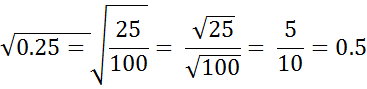 √0.25 = √(25/100) = √25/√100 = 5/10 = 0.5